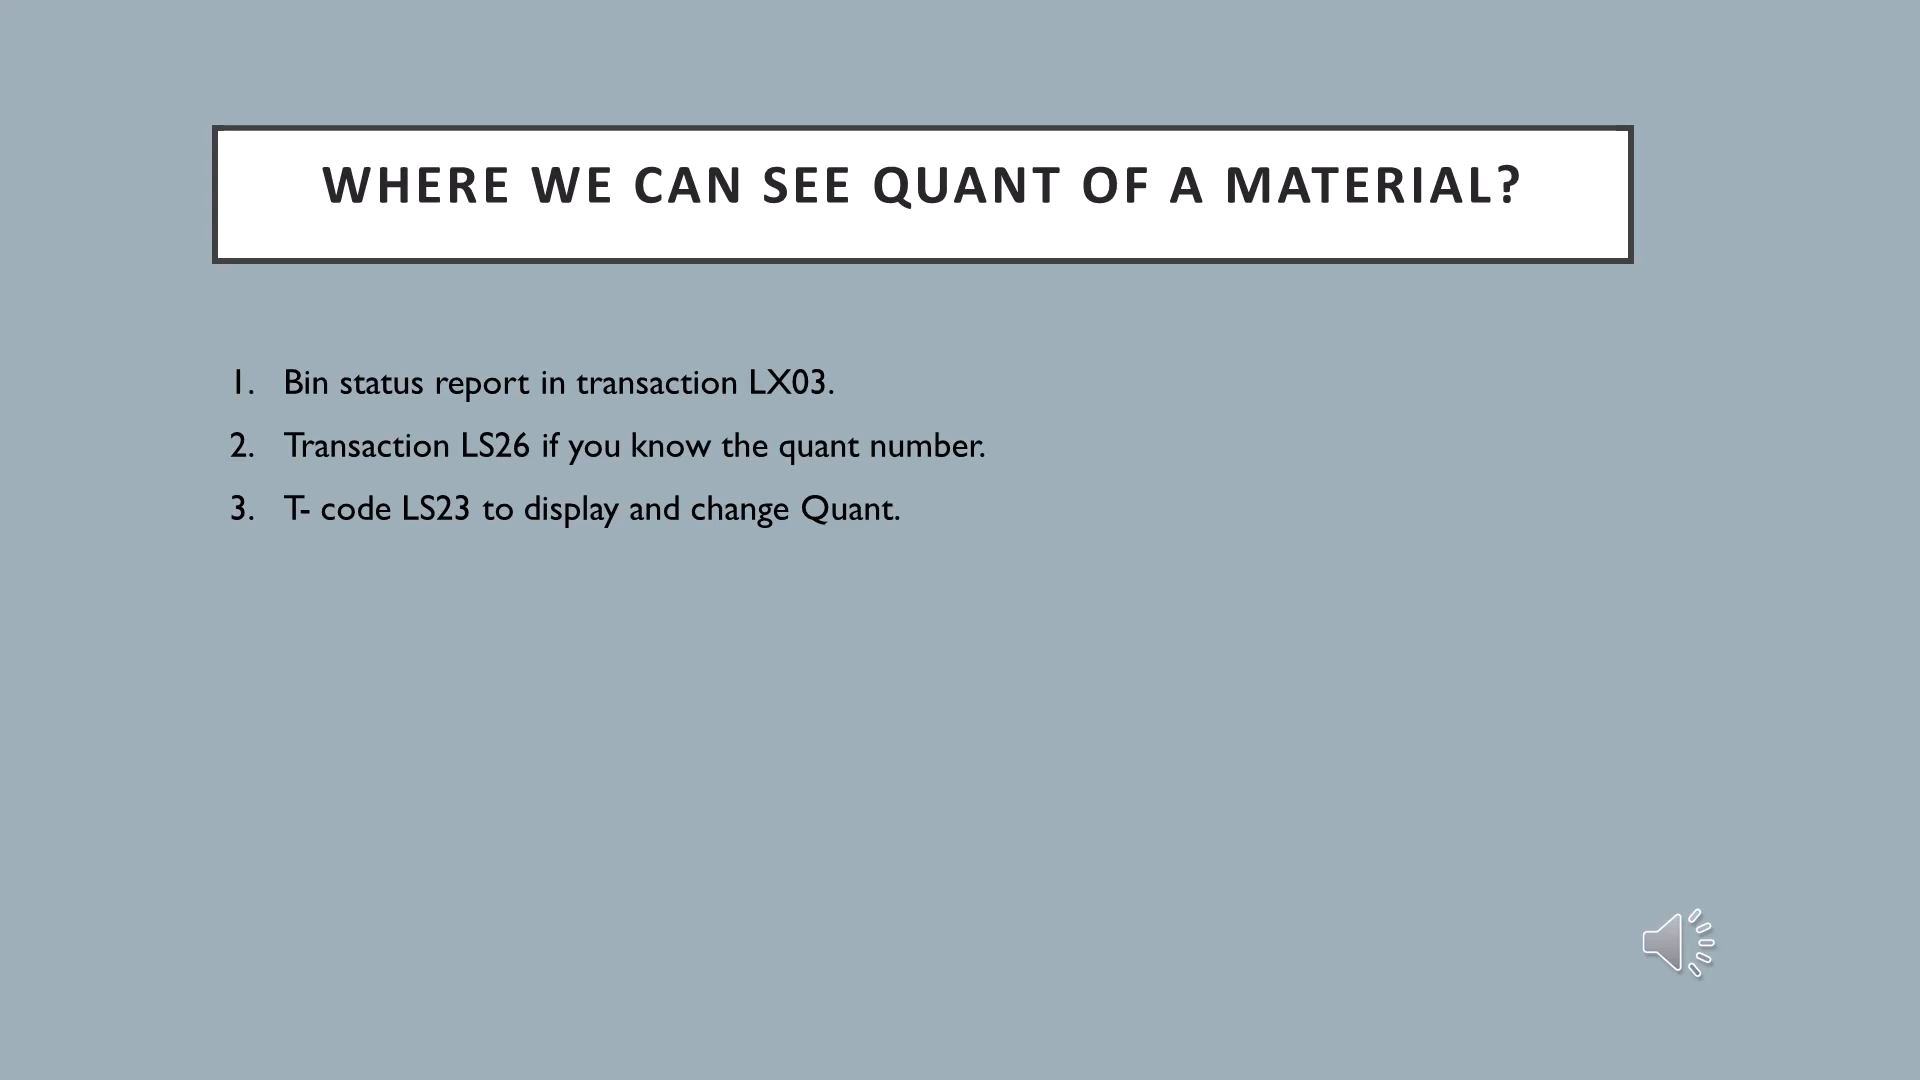 WHERE WE CAN SEE QUANT OF A MATERIAL?
1. Bin status report in transaction LX03.
2. Transaction LS26 if you know the quant number.
3. T- code LS23 to display and change Quant.